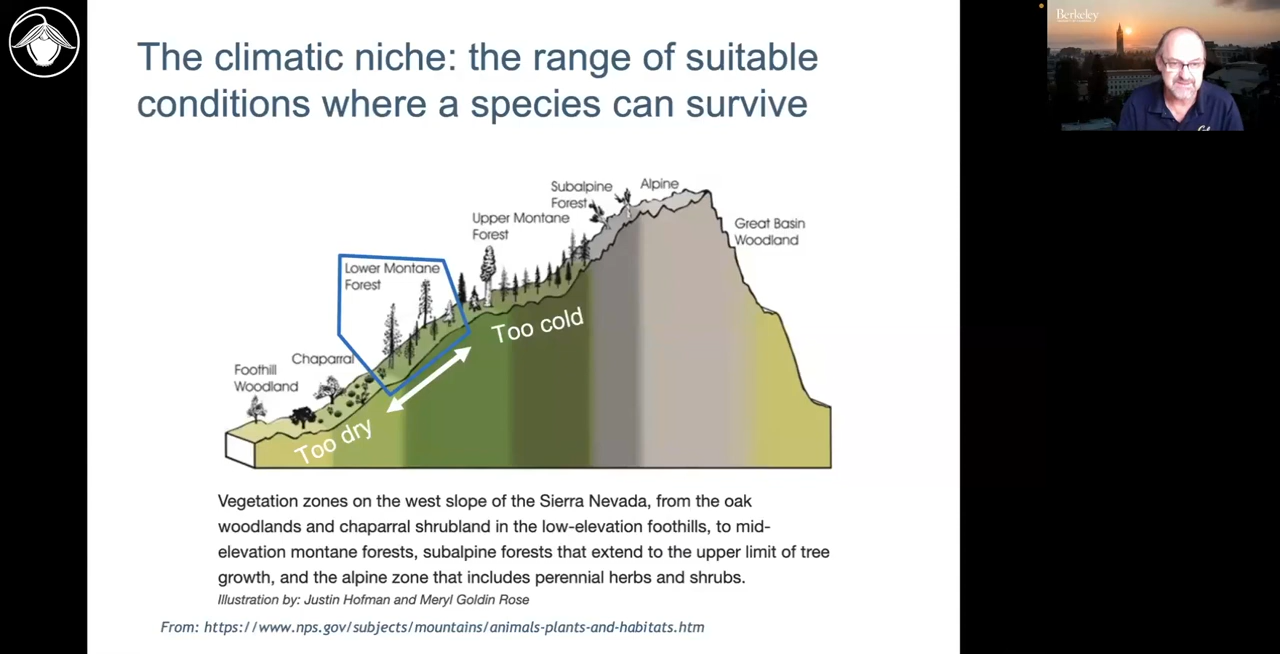 The climatic niche: the range of suitable
conditions where a species can survive
Berkeley
Subalpine
Forest
Alpine
Upper Montane
Forest
Great Basin
Woodland
Lower Montane
Forest
Too cold
Chaparral
Foothill
Woodland
Too dry
Vegetation zones on the west slope of the Sierra Nevada, from the oak
woodlands and chaparral shrubland in the low-elevation foothills, to mid-
elevation montane forests, subalpine forests that extend to the upper limit of tree
growth, and the alpine zone that includes perennial herbs and shrubs.
Illustration by: Justin Hofman and Meryl Goldin Rose
From: https://www.nps.gov/subjects/mountains/animals-plants-and-habitats.htm